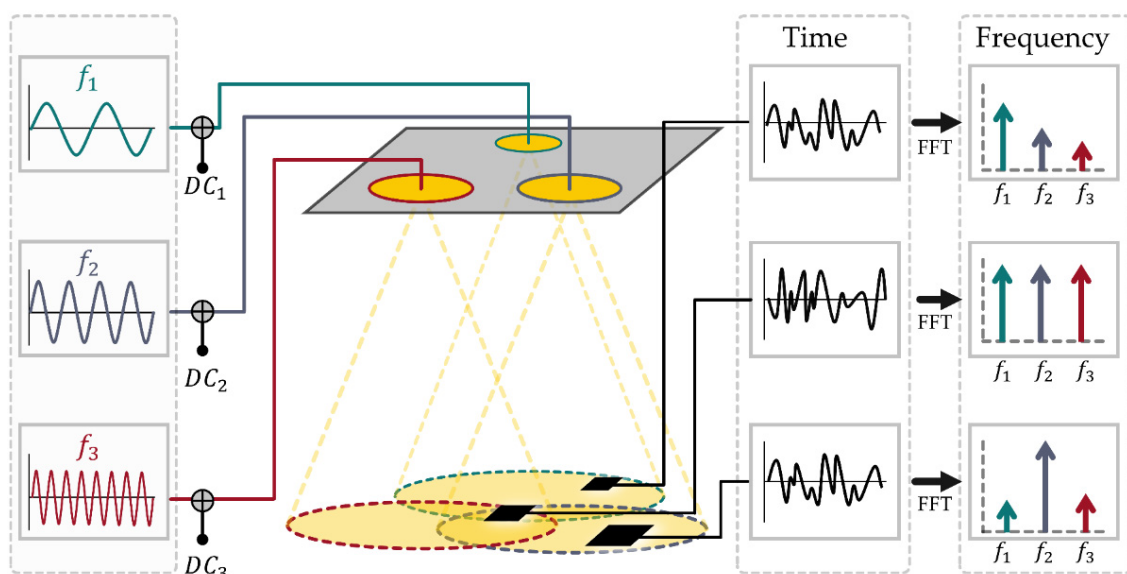 Time
Frequency
f₁
DC₁
FFT
f₁ f₂ f₃
f₂
DC₂
FFT
f₁ f₂ f₃
f₃
DC₃
FFT
f₁ f₂ f₃